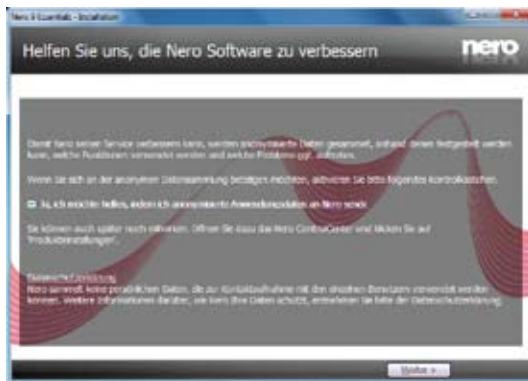 Nero 9 Essentials - Installation
Helfen Sie uns, die Nero Software zu verbessern
nero
Damit Nero seinen Service verbessern kann, werden anonymisierte Daten gesammelt, anhand denen festgestellt werden
kann, welche Funktionen verwendet werden und welche Probleme ggf. auftreten.
Wenn Sie sich an der anonymen Datensammlung beteiligen möchten, aktivieren Sie bitte folgendes Kontrollkästchen.
Ja, ich möchte helfen, indem ich anonymisierte Anwendungsdaten an Nero sende
Sie können auch später noch mitwirken. Öffnen Sie dazu das Nero ControlCenter und klicken Sie auf
'Produkteinstellungen'.
Datenschutzerklärung
Nero sammelt keine persönlichen Daten, die zur Kontaktaufnahme mit den einzelnen Benutzern verwendet werden
können. Weitere Informationen darüber, wie Nero Ihre Daten schützt, entnehmen Sie bitte der Datenschutzerklärung.
Weiter >